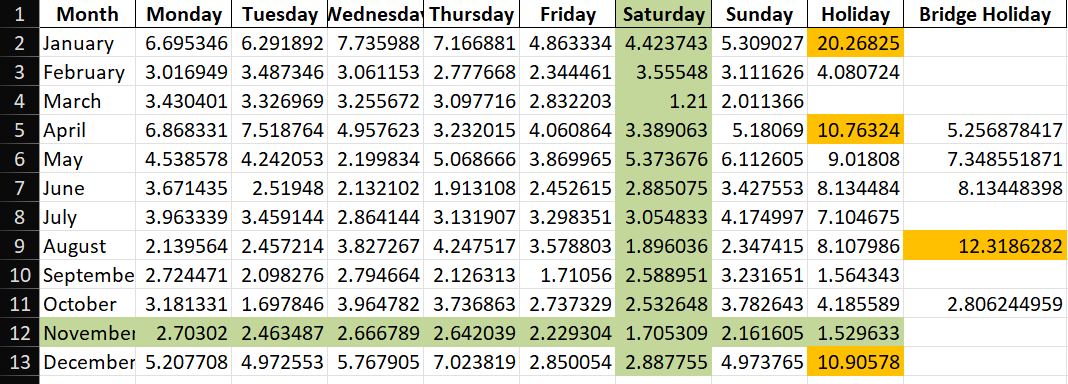 1 Month Monday Tuesday Wednesday Thursday Friday Saturday Sunday Holiday Bridge Holiday
2 January 6.695346 6.291892 7.735988 7.166881 4.863334 4.423743 5.309027 20.26825
3 February 3.016949 3.487346 3.061153 2.777668 2.344461 3.55548 3.111626 4.080724
4 March 3.430401 3.326969 3.255672 3.097716 2.832203 1.21 2.011366
5 April 6.868331 7.518764 4.957623 3.232015 4.060864 3.389063 5.18069 10.76324 5.256878417
6 May 4.538578 4.242053 2.199834 5.068666 3.869965 5.373676 6.112605 9.01808 7.348551871
7 June 3.671435 2.51948 2.132102 1.913108 2.452615 2.885075 3.427553 8.134484 8.13448398
8 July 3.963339 3.459144 2.864144 3.131907 3.298351 3.054833 4.174997 7.104675
9 August 2.139564 2.457214 3.827267 4.247517 3.578803 1.896036 2.347415 8.107986 12.3186282
10 Septembe 2.724471 2.098276 2.794664 2.126313 1.71056 2.588951 3.231651 1.564343
11 October 3.181331 1.697846 3.964782 3.736863 2.737329 2.532648 3.782643 4.185589 2.806244959
12 November 2.70302 2.463487 2.666789 2.642039 2.229304 1.705309 2.161605 1.529633
13 December 5.207708 4.972553 5.767905 7.023819 2.850054 2.887755 4.973765 10.90578